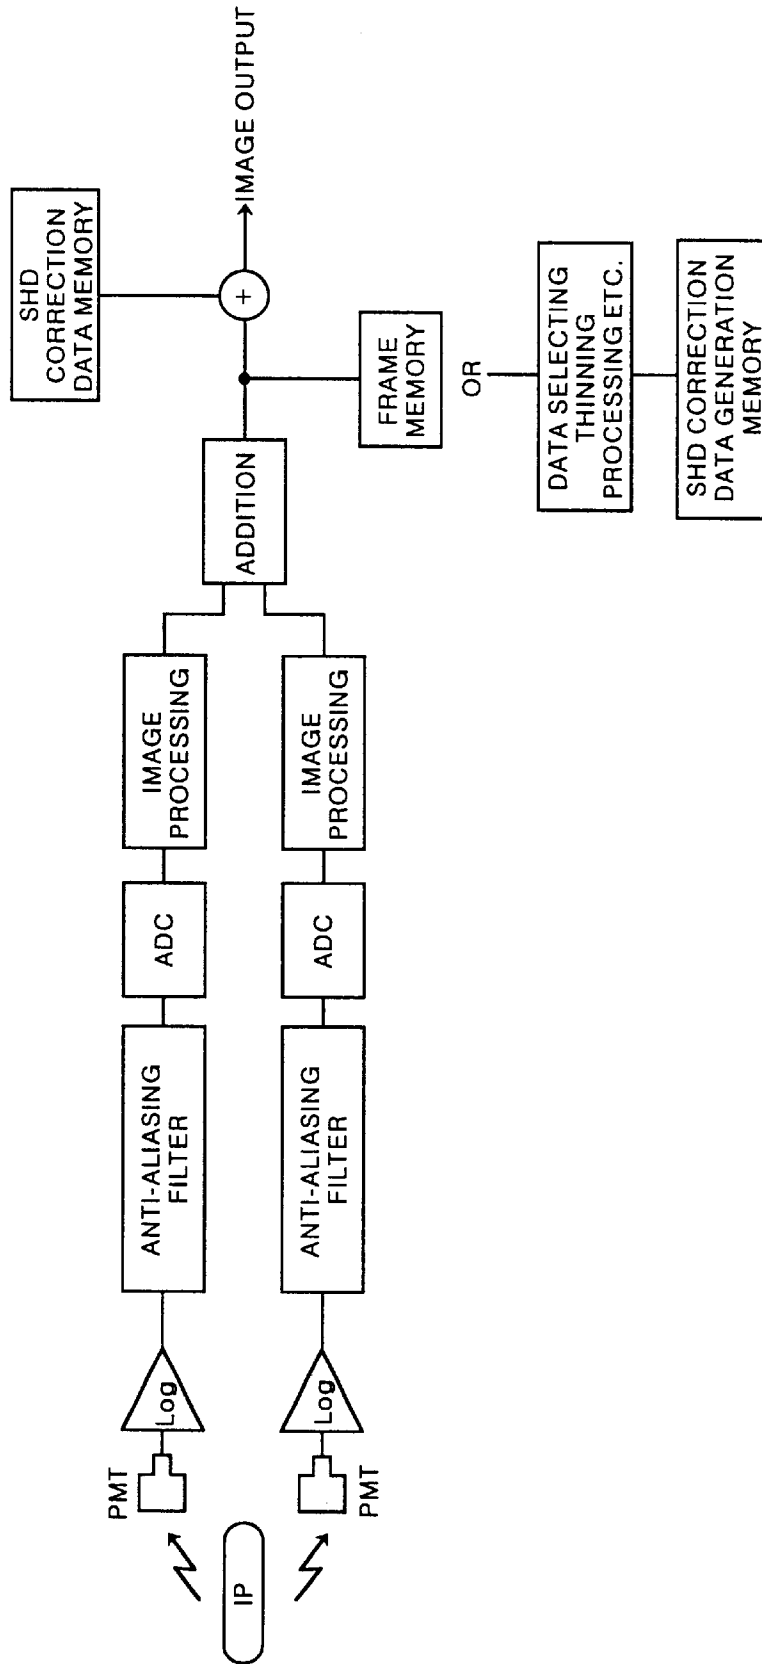 IP
PMT
Log
ANTI-ALIASING
FILTER
ADC
IMAGE
PROCESSING
PMT
Log
ANTI-ALIASING
FILTER
ADC
IMAGE
PROCESSING
ADDITION
SHD
CORRECTION
DATA MEMORY
+
IMAGE OUTPUT
FRAME
MEMORY
OR
DATA SELECTING
THINNING
PROCESSING ETC.
SHD CORRECTION
DATA GENERATION
MEMORY